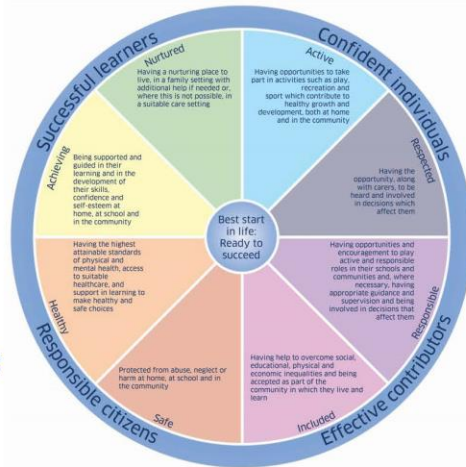 Successful learners
Confident individuals
Nurtured
Having a nurturing place to
live, in a family setting with
additional help if needed or,
where this is not possible, in
a suitable care setting
Active
Having opportunities to take
part in activities such as play,
recreation and
sport which contribute to
healthy growth and
development, both at home
and in the community
Achieving
Being supported and
guided in their
learning and in the
development of
their skills,
confidence and
self-esteem at
home, at school and
in the community
Respected
Having the
opportunity, along
with carers, to be
heard and involved
in decisions which
affect them
Best start
in life:
Ready to
succeed
Healthy
Having the highest
attainable standards
of physical and
mental health, access
to suitable
healthcare, and
support in learning to
make healthy and
safe choices
Responsible
Having opportunities and
encouragement to play
active and responsible
roles in their schools and
communities and, where
necessary, having
appropriate guidance and
supervision and being
involved in decisions that
affect them
Safe
Protected from abuse, neglect or
harm at home, at school and in
the community
Included
Having help to overcome social,
educational, physical and
economic inequalities and being
accepted as part of the
community in which they live and
learn
Responsible citizens
Effective contributors